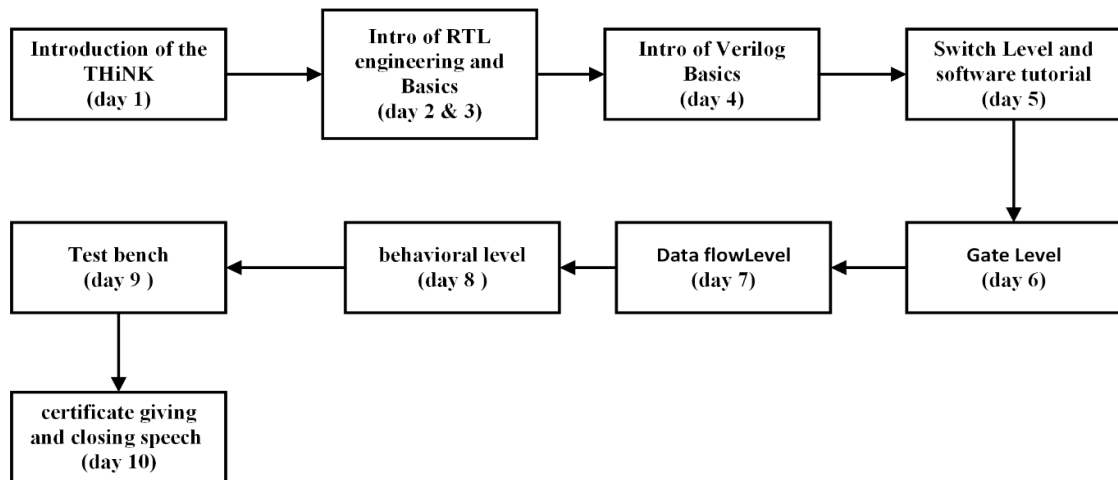 Introduction of the
THiNK
(day 1)
Intro of RTL
engineering and
Basics
(day 2 & 3)
Intro of Verilog
Basics
(day 4)
Switch Level and
software tutorial
(day 5)
Gate Level
(day 6)
Data flowLevel
(day 7)
behavioral level
(day 8 )
Test bench
(day 9 )
certificate giving
and closing speech
(day 10)